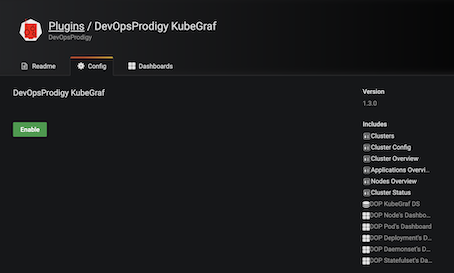 Plugins / DevOpsProdigy KubeGraf
DevOpsProdigy
Readme
Config
Dashboards
DevOpsProdigy KubeGraf
Enable
Version
1.3.0
Includes
Clusters
Cluster Config
Cluster Overview
Applications Overvi...
Nodes Overview
Cluster Status
DOP KubeGraf DS
DOP Node's Dashbo...
DOP Pod's Dashboard
DOP Deployment's D...
DOP Daemonset's D...
DOP Statefulset's Da...